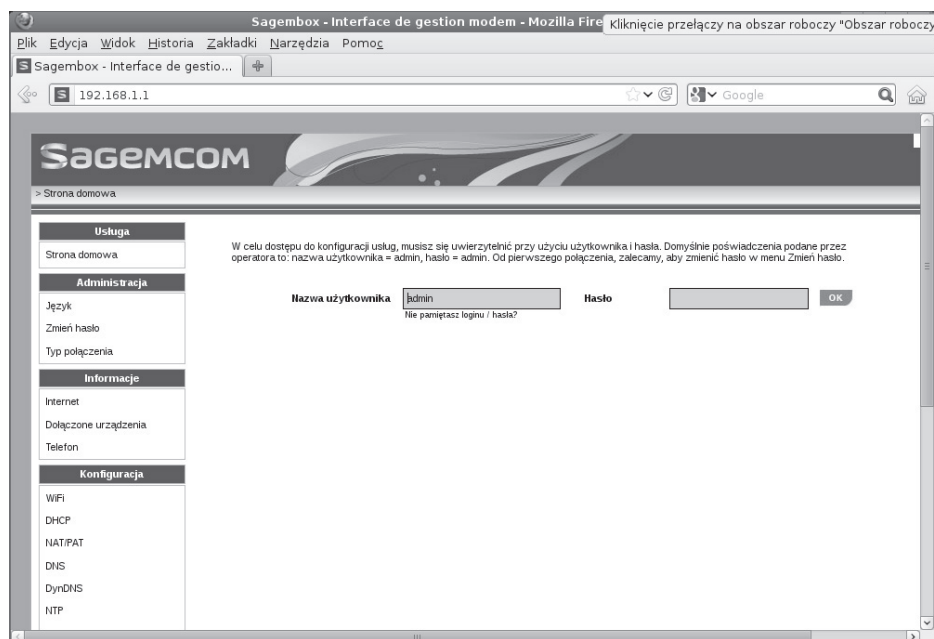 Sagembox - Interface de gestion modem - Mozilla Fire
Kliknięcie przełączy na obszar roboczy "Obszar roboczy
Plik Edycja Widok Historia Zakładki Narzędzia Pomoc
S Sagembox - Interface de gestio...
S 192.168.1.1
Google
SAGEMCOM
> Strona domowa
Usługa
Strona domowa
Administracja
Język
Zmień hasło
Typ połączenia
Informacje
Internet
Dołączone urządzenia
Telefon
Konfiguracja
WiFi
DHCP
NAT/PAT
DNS
DynDNS
NTP
W celu dostępu do konfiguracji usług, musisz się uwierzytelnić przy użyciu użytkownika i hasła. Domyślnie poświadczenia podane przez
operatora to: nazwa użytkownika = admin, hasło = admin. Od pierwszego połączenia, zalecamy, aby zmienić hasło w menu Zmień hasło.
Nazwa użytkownika admin Hasło OK
Nie pamiętasz loginu / hasła?